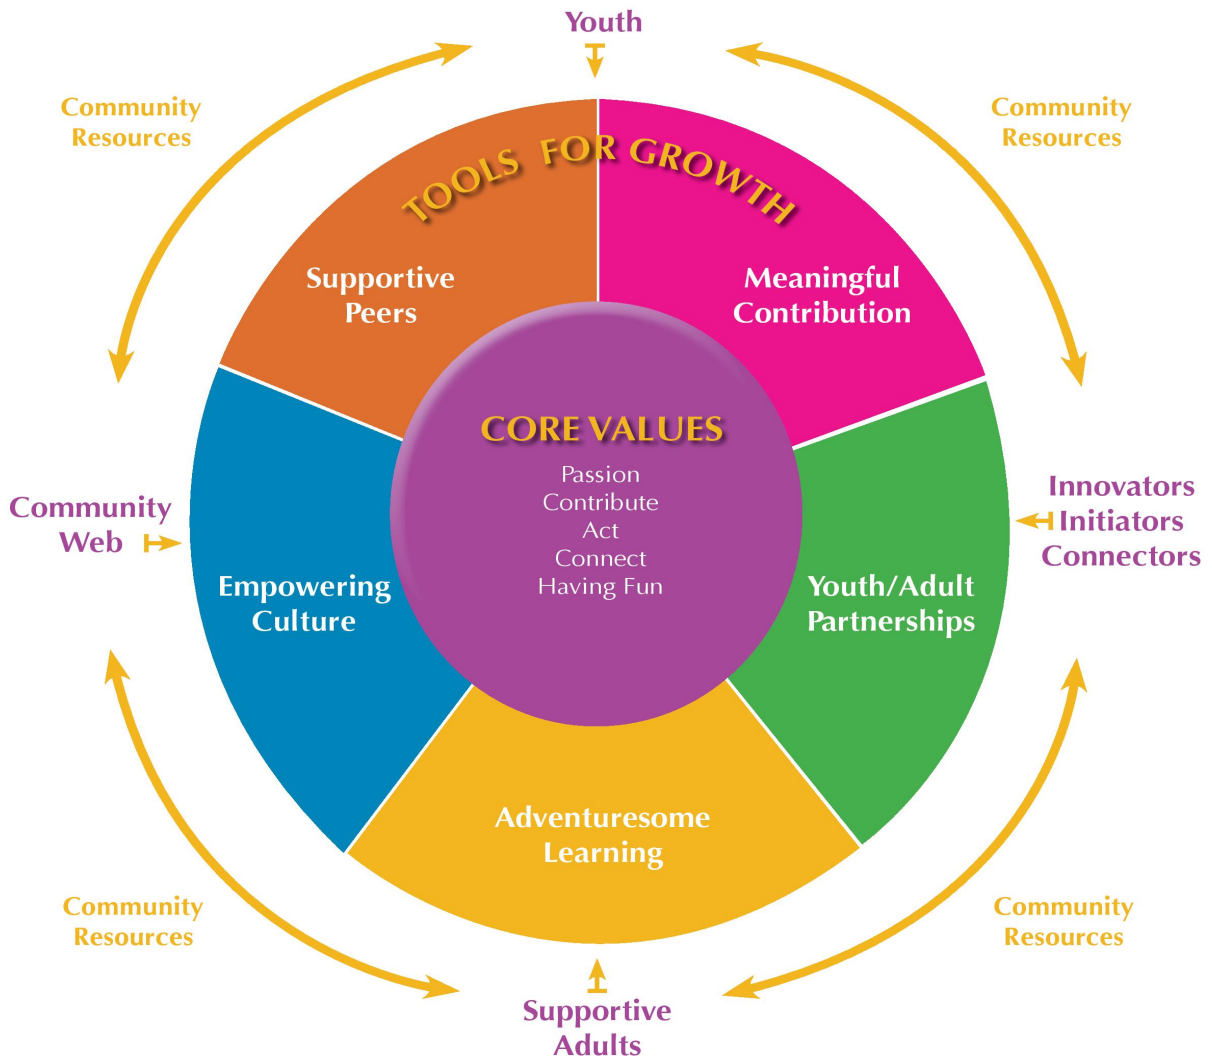 Youth
Community
Resources
Community
Resources
TOOLS FOR GROWTH
Supportive
Peers
Meaningful
Contribution
CORE VALUES
Passion
Contribute
Act
Connect
Having Fun
Community
Web
Innovators
Initiators
Connectors
Empowering
Culture
Youth/Adult
Partnerships
Adventuresome
Learning
Community
Resources
Community
Resources
Supportive
Adults